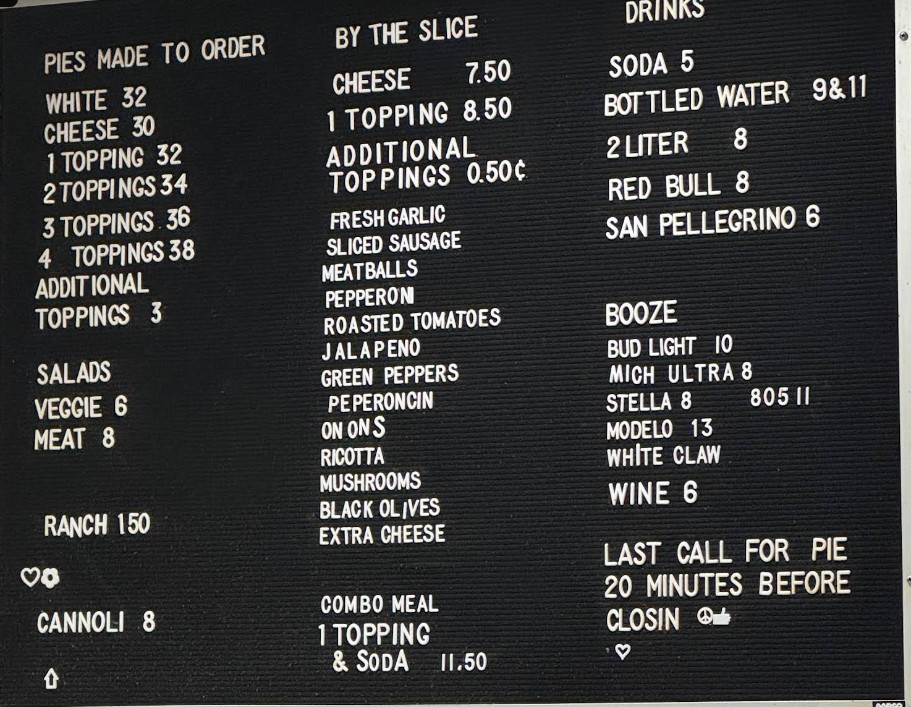 PIES MADE TO ORDER
WHITE 32
CHEESE 30
1 TOPPING 32
2 TOPPINGS 34
3 TOPPINGS 36
4 TOPPINGS 38
ADDITIONAL
TOPPINGS 3
SALADS
VEGGIE 6
MEAT 8
RANCH 150
CANNOLI 8
BY THE SLICE
CHEESE 7.50
1 TOPPING 8.50
ADDITIONAL
TOPPINGS 0.50¢
FRESH GARLIC
SLICED SAUSAGE
MEATBALLS
PEPPERON
ROASTED TOMATOES
JALAPENO
GREEN PEPPERS
PEPERONCIN
ON ON S
RICOTTA
MUSHROOMS
BLACK OLIVES
EXTRA CHEESE
COMBO MEAL
1 TOPPING
& SODA 11.50
DRINKS
SODA 5
BOTTLED WATER 9&11
2 LITER 8
RED BULL 8
SAN PELLEGRINO 6
BOOZE
BUD LIGHT 10
MICH ULTRA 8
STELLA 8 805 11
MODELO 13
WHITE CLAW
WINE 6
LAST CALL FOR PIE
20 MINUTES BEFORE
CLOSIN